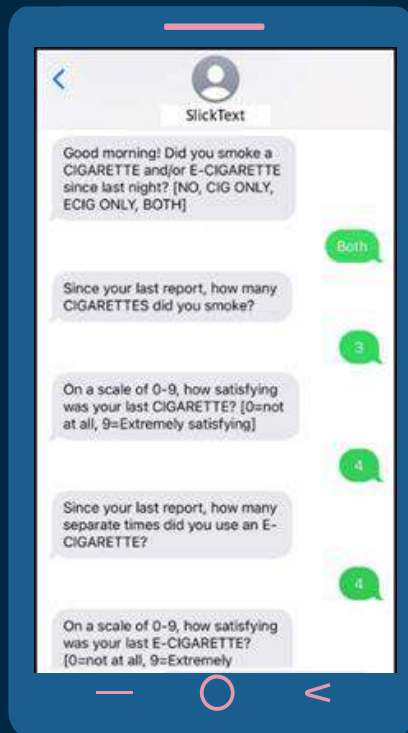 SlickText
Good morning! Did you smoke a
CIGARETTE and/or E-CIGARETTE
since last night? [NO, CIG ONLY,
ECIG ONLY, BOTH]
Both
Since your last report, how many
CIGARETTES did you smoke?
3
On a scale of 0-9, how satisfying
was your last CIGARETTE? [0=not
at all, 9=Extremely satisfying]
4
Since your last report, how many
separate times did you use an E-
CIGARETTE?
4
On a scale of 0-9, how satisfying
was your last E-CIGARETTE?
[0=not at all, 9=Extremely